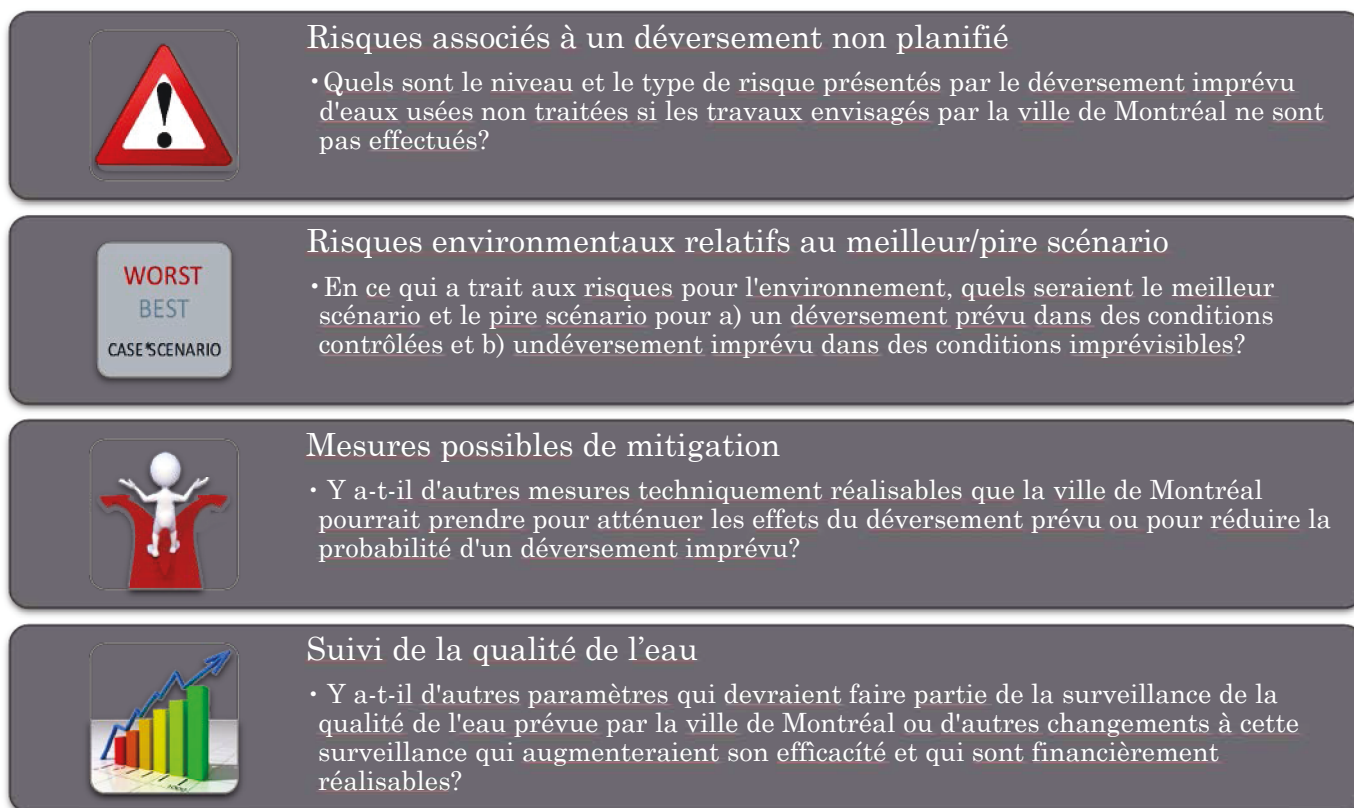 Risques associés à un déversement non planifié
• Quels sont le niveau et le type de risque présentés par le déversement imprévu
d'eaux usées non traitées si les travaux envisagés par la ville de Montréal ne sont
pas effectués?
WORST
BEST
CASE*SCENARIO
Risques environmentaux relatifs au meilleur/pire scénario
• En ce qui a trait aux risques pour l'environnement, quels seraient le meilleur
scénario et le pire scénario pour a) un déversement prévu dans des conditions
contrôlées et b) undéversement imprévu dans des conditions imprévisibles?
Mesures possibles de mitigation
• Y a-t-il d'autres mesures techniquement réalisables que la ville de Montréal
pourrait prendre pour atténuer les effets du déversement prévu ou pour réduire la
probabilité d'un déversement imprévu?
Suivi de la qualité de l’eau
• Y a-t-il d'autres paramètres qui devraient faire partie de la surveillance de la
qualité de l'eau prévue par la ville de Montréal ou d'autres changements à cette
surveillance qui augmenteraient son efficacíté et qui sont financièrement
réalisables?